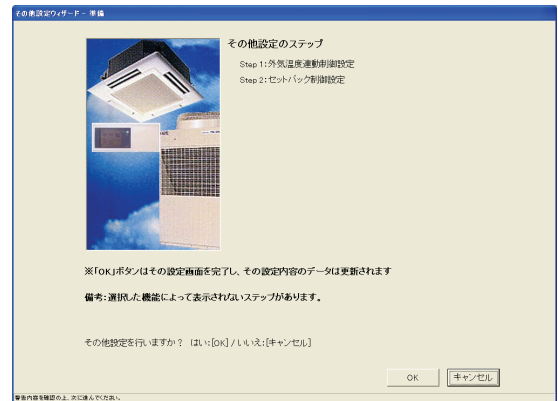 その他設定ウィザード - 準備
その他設定のステップ
Step 1:外気温度連動制御設定
Step 2:セットバック制御設定
※「OK」ボタンはその設定画面を完了し、その設定内容のデータは更新されます
備考:選択した機能によって表示されないステップがあります。
その他設定を行いますか？ はい:[OK] / いいえ:[キャンセル]
OK
キャンセル
警告内容を確認の上、次に進んでください。